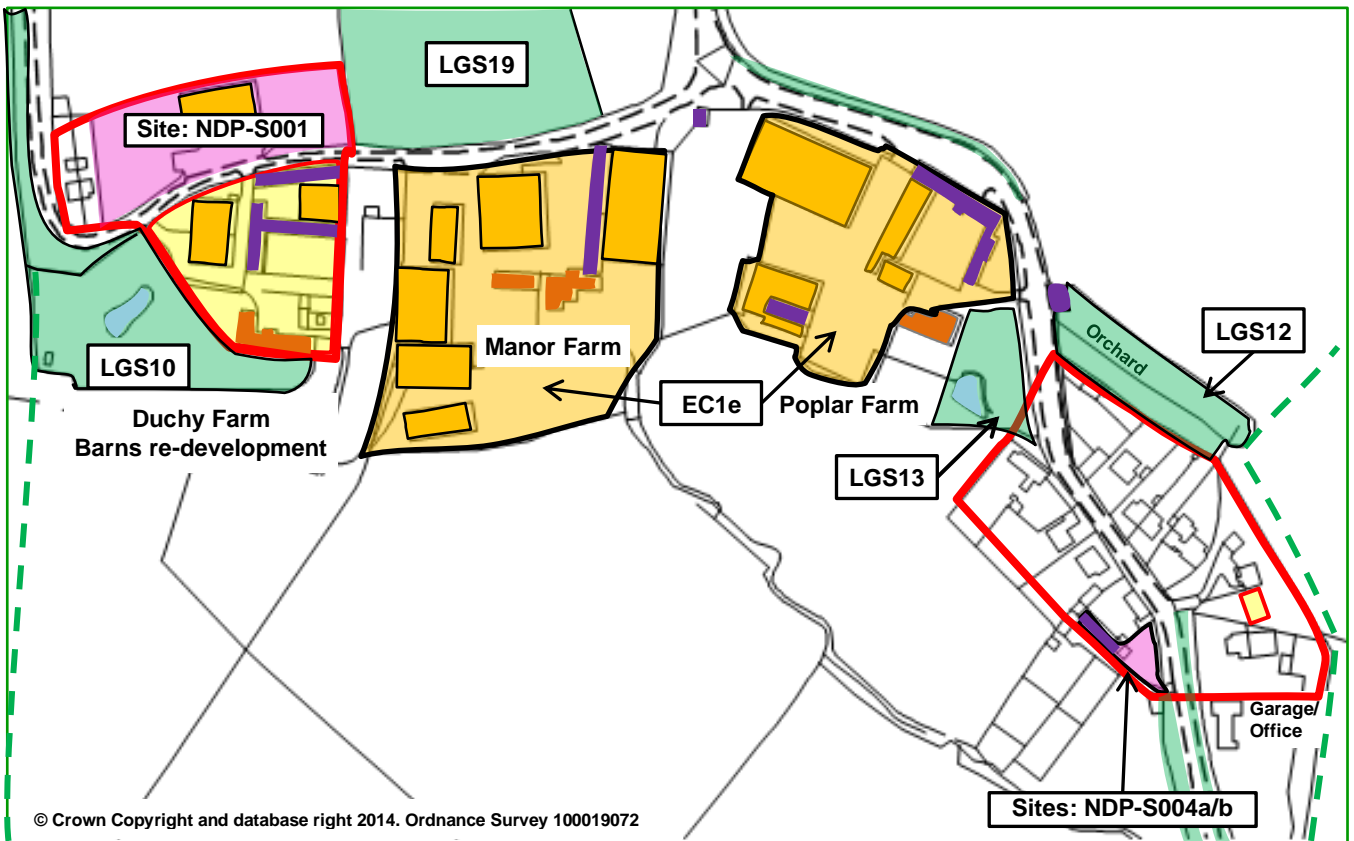 LGS19
Site: NDP-S001
Orchard
LGS12
Manor Farm
LGS10
EC1e
Poplar Farm
Duchy Farm
Barns re-development
LGS13
Garage/
Office
Sites: NDP-S004a/b
© Crown Copyright and database right 2014. Ordnance Survey 100019072